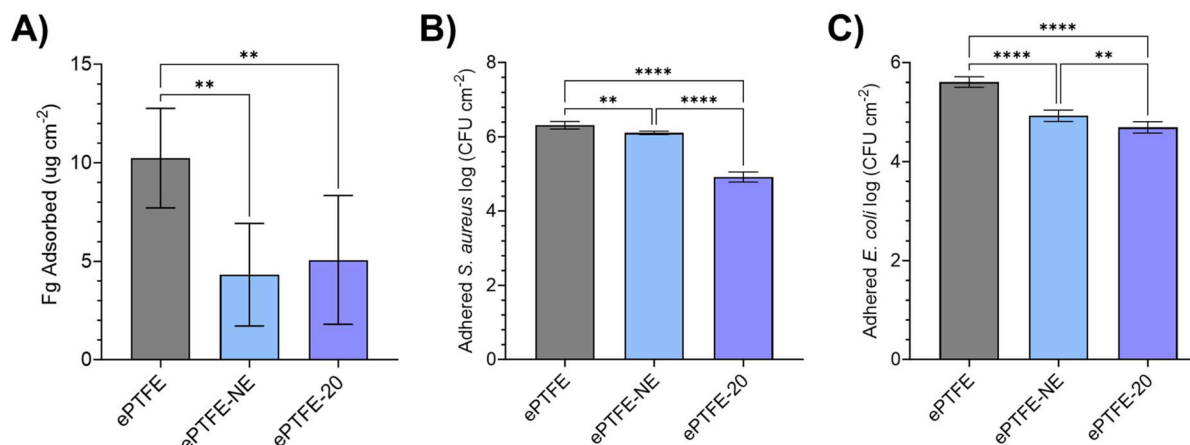 A)
Fg Adsorbed (ug cm-2)
15
10
5
0
**
**
ePTFE
ePTFE-NE
ePTFE-20
B)
Adhered S. aureus log (CFU cm-2)
8
6
4
2
0
****
** ****
ePTFE
ePTFE-NE
ePTFE-20
C)
Adhered E. coli log (CFU cm-2)
6
4
2
0
****
**** **
ePTFE
ePTFE-NE
ePTFE-20